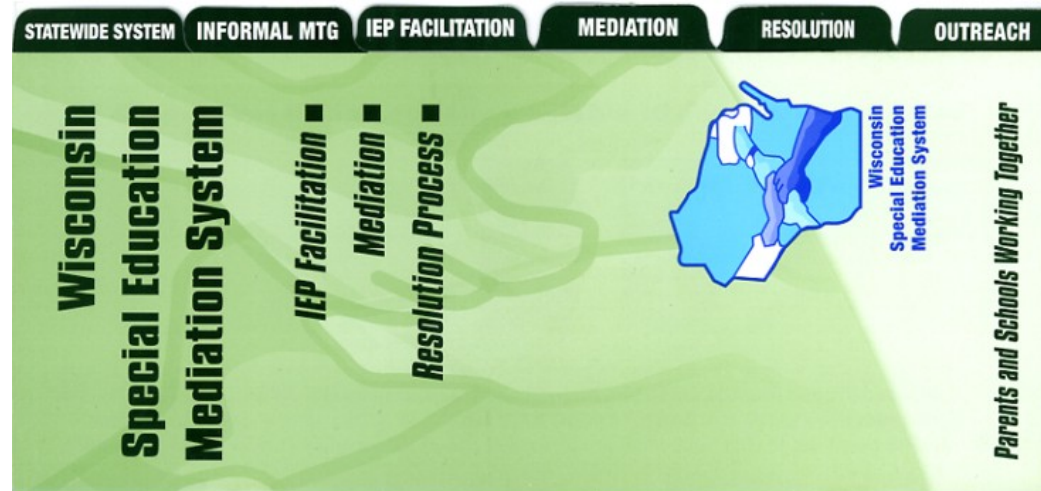 STATEWIDE SYSTEM
INFORMAL MTG
IEP FACILITATION
MEDIATION
RESOLUTION
OUTREACH
Wisconsin
Special Education
Mediation System
IEP Facilitation ■
Mediation ■
Resolution Process ■
Wisconsin
Special Education
Mediation System
Parents and Schools Working Together